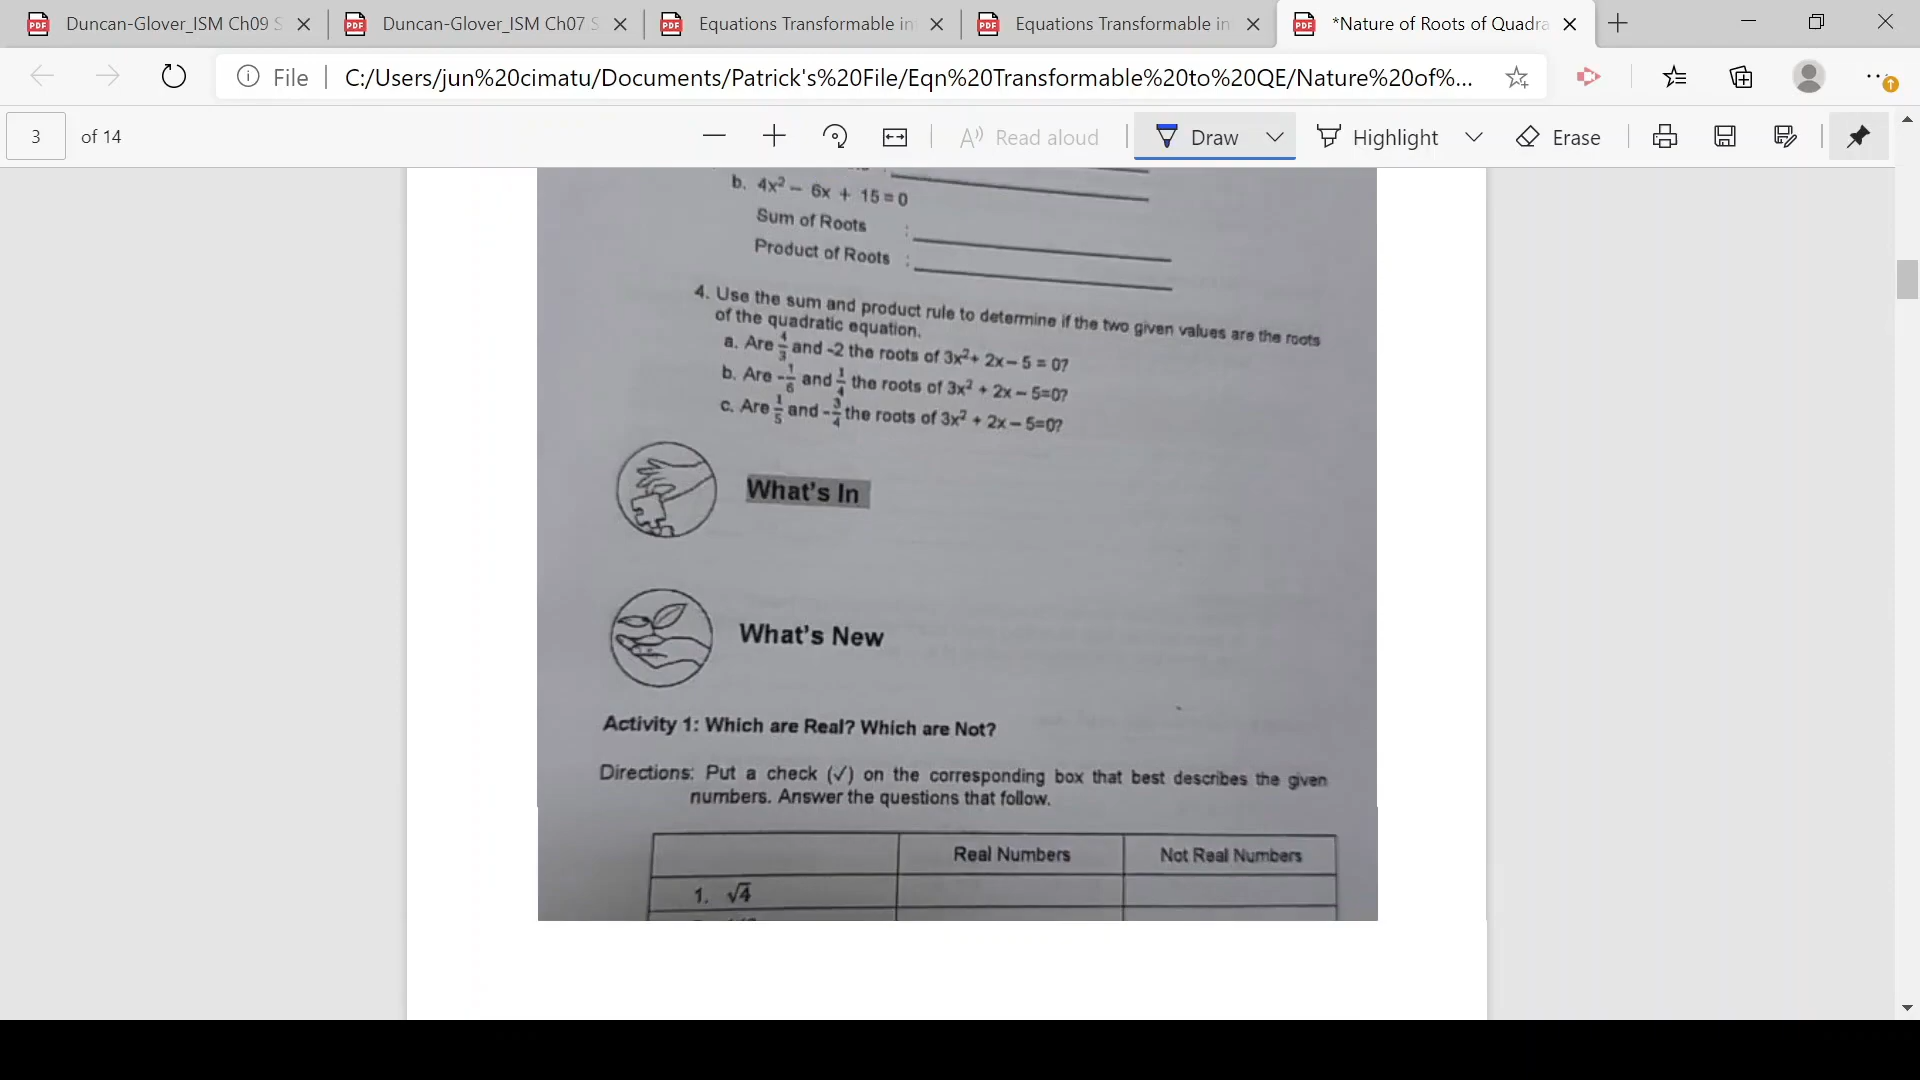 Duncan-Glover_ISM Ch09 S
Duncan-Glover_ISM Ch07 S
Equations Transformable in
Equations Transformable in
*Nature of Roots of Quadra
File
C:/Users/jun%20cimatu/Documents/Patrick's%20File/Eqn%20Transformable%20to%20QE/Nature%20of%...
3 of 14
Read aloud
Draw
Highlight
Erase
b. 4x² – 6x + 15 = 0
Sum of Roots :
Product of Roots :
4. Use the sum and product rule to determine if the two given values are the roots
of the quadratic equation.
a. Are 4/3 and -2 the roots of 3x²+ 2x – 5 = 0?
b. Are -1/6 and 1/4 the roots of 3x² + 2x – 5=0?
c. Are 1/5 and -3/4 the roots of 3x² + 2x – 5=0?
What's In
What's New
Activity 1: Which are Real? Which are Not?
Directions: Put a check (✓) on the corresponding box that best describes the given
numbers. Answer the questions that follow.
Real Numbers
Not Real Numbers
1. √4